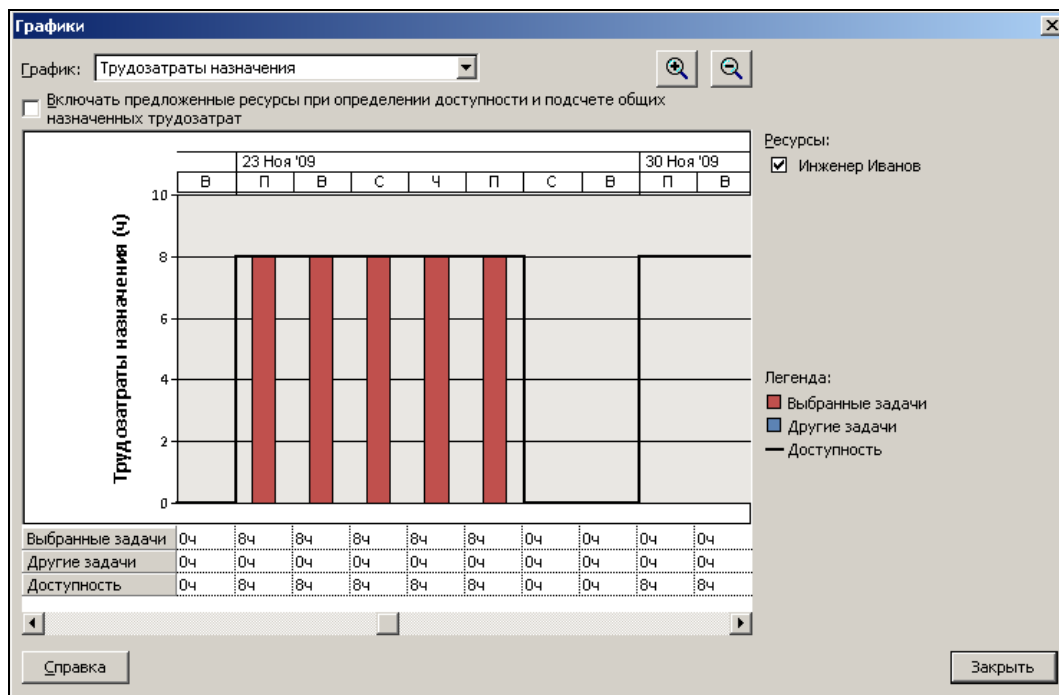 Графики
График: Трудозатраты назначения
Включать предложенные ресурсы при определении доступности и подсчете общих
назначенных трудозатрат
Ресурсы:
Инженер Иванов
23 Ноя '09 30 Ноя '09
В П В С Ч П С В П В
Трудозатраты назначения (ч)
10
8
6
4
2
0
Легенда:
Выбранные задачи
Другие задачи
Доступность
Выбранные задачи 0ч 8ч 8ч 8ч 8ч 8ч 0ч 0ч 0ч 0ч
Другие задачи 0ч 0ч 0ч 0ч 0ч 0ч 0ч 0ч 0ч 0ч
Доступность 0ч 8ч 8ч 8ч 8ч 8ч 0ч 0ч 8ч 8ч
Справка Закрыть